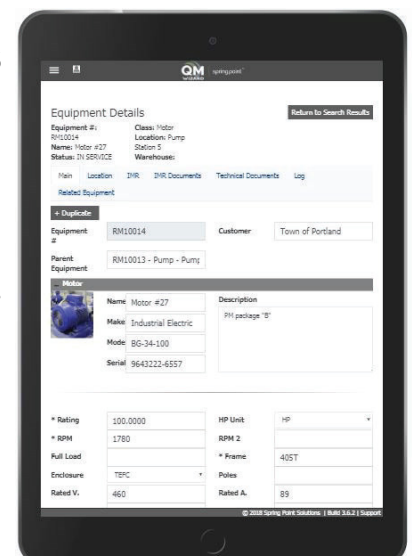 QM
works
springpoint
Equipment Details
Return to Search Results
Equipment #:
RM10014
Name: Motor #27
Status: IN SERVICE
Class: Motor
Location: Pump
Station 5
Warehouse:
Main Location IMR IMR Documents Technical Documents Log
Related Equipment
+ Duplicate
Equipment
#
RM10014
Customer
Town of Portland
Parent
Equipment
RM10013 - Pump - Pump
Motor
Name Motor #27
Make Industrial Electric
Mode BG-34-100
Serial 9643222-6557
Description
PM package "B"
* Rating 100.0000 HP Unit HP
* RPM 1780 RPM 2
Full Load * Frame 405T
Enclosure TEFC Poles
Rated V. 460 Rated A. 89
© 2018 Spring Point Solutions | Build 3.6.2 | Support